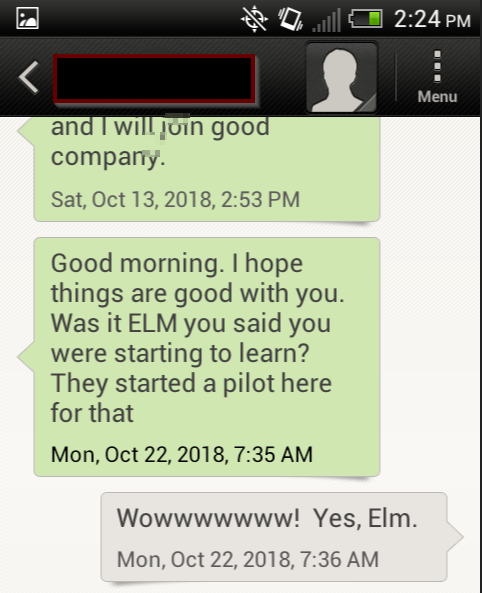 2:24 PM
Menu
and I will join good
company.
Sat, Oct 13, 2018, 2:53 PM
Good morning. I hope
things are good with you.
Was it ELM you said you
were starting to learn?
They started a pilot here
for that
Mon, Oct 22, 2018, 7:35 AM
Wowwwwwww!  Yes, Elm.
Mon, Oct 22, 2018, 7:36 AM